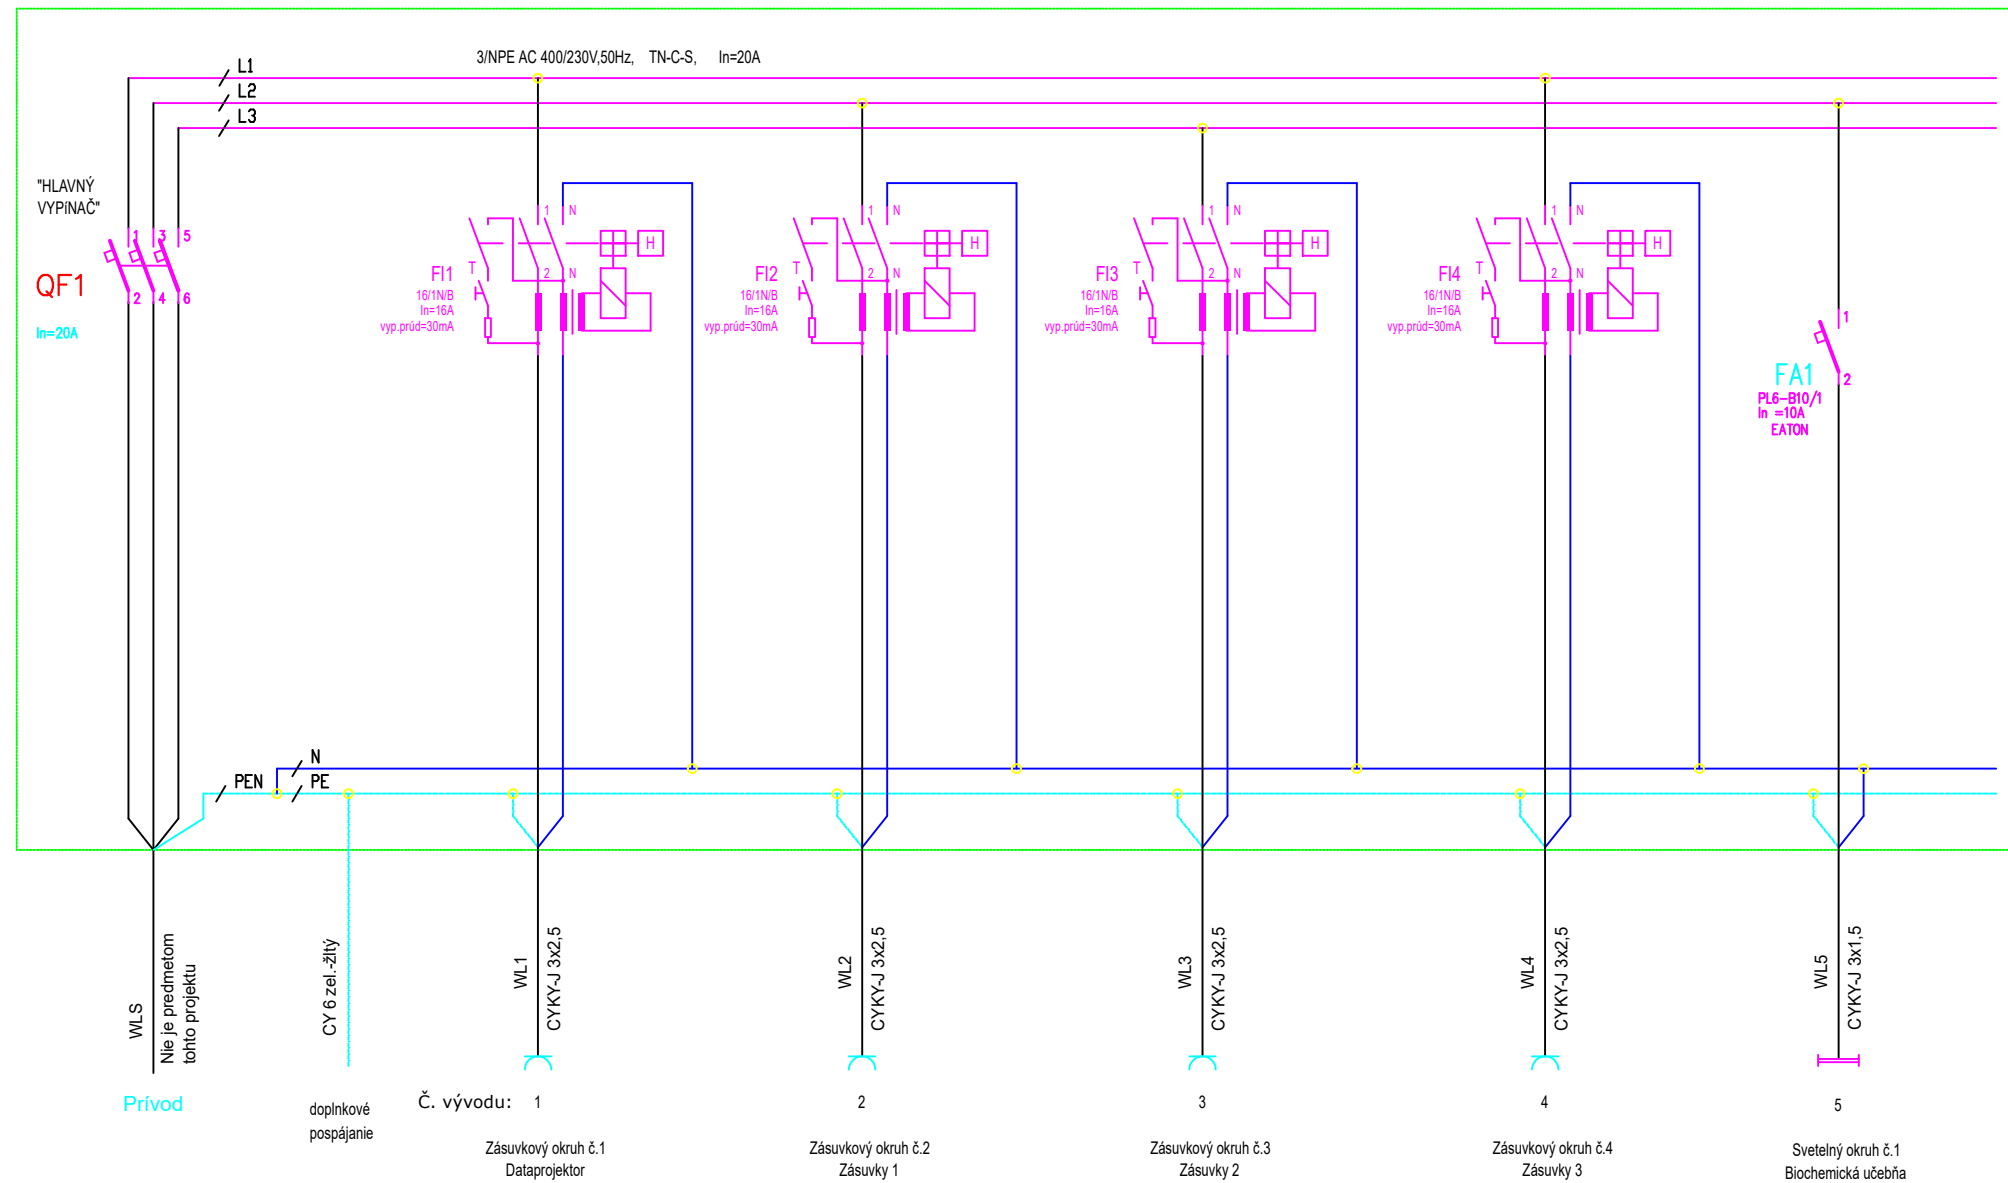 3/NPE AC 400/230V,50Hz, TN-C-S, In=20A
L1
L2
L3
"HLAVNÝ
VYPíNAČ"
QF1
In=20A
1 3 5
2 4 6
FI1
16/1N/B
In=16A
vyp.prúd=30mA
T
1 N
2 N
H
FI2
16/1N/B
In=16A
vyp.prúd=30mA
T
1 N
2 N
H
FI3
16/1N/B
In=16A
vyp.prúd=30mA
T
1 N
2 N
H
FI4
16/1N/B
In=16A
vyp.prúd=30mA
T
1 N
2 N
H
1
2
FA1
PL6-B10/1
In =10A
EATON
N
PEN
PE
WLS
Nie je predmetom
tohto projektu
CY 6 zel.-žltý
WL1
CYKY-J 3x2,5
WL2
CYKY-J 3x2,5
WL3
CYKY-J 3x2,5
WL4
CYKY-J 3x2,5
WL5
CYKY-J 3x1,5
Prívod
doplnkové
pospájanie
Č. vývodu: 1 2 3 4 5
Zásuvkový okruh č.1
Dataprojektor
Zásuvkový okruh č.2
Zásuvky 1
Zásuvkový okruh č.3
Zásuvky 2
Zásuvkový okruh č.4
Zásuvky 3
Svetelný okruh č.1
Biochemická učebňa